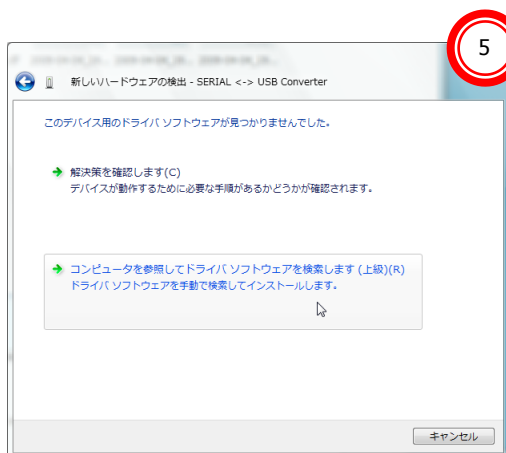 5
新しいハードウェアの検出 - SERIAL <-> USB Converter
このデバイス用のドライバ ソフトウェアが見つかりませんでした。
解決策を確認します(C)
デバイスが動作するために必要な手順があるかどうかが確認されます。
コンピュータを参照してドライバ ソフトウェアを検索します (上級)(R)
ドライバ ソフトウェアを手動で検索してインストールします。
キャンセル